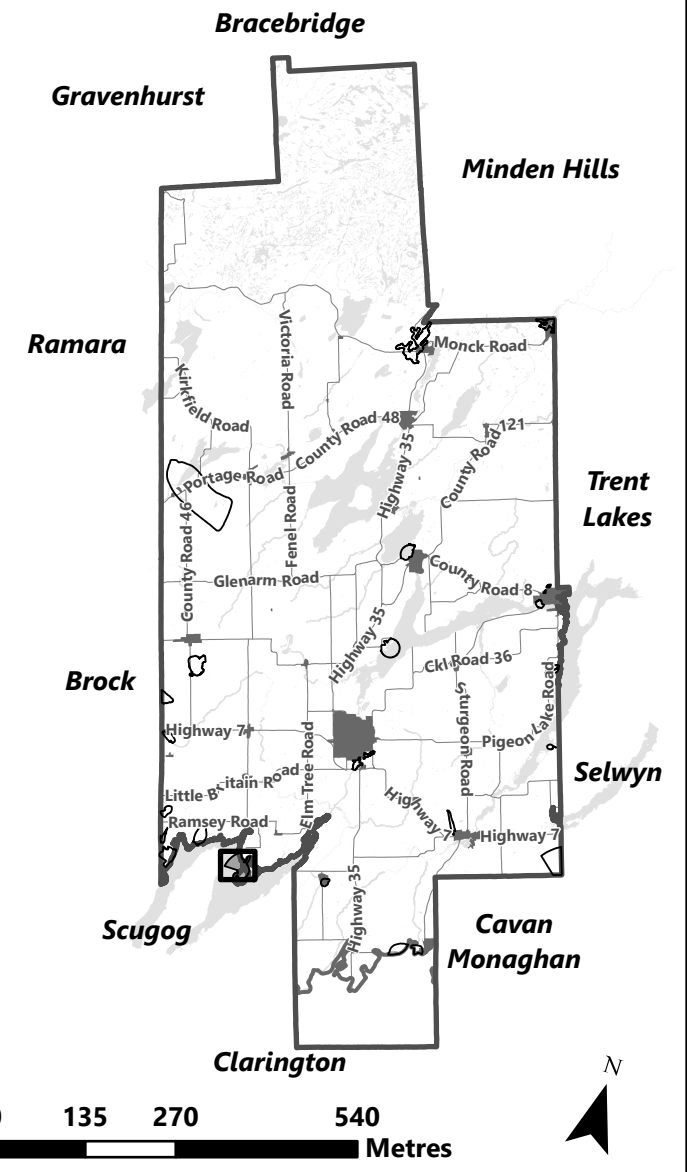 Bracebridge
Gravenhurst
Minden Hills
Ramara
Victoria Road
Monck Road
Kirkfield Road
County Road 48
121
Highway 35
County Road
Portage Road
Trent
Lakes
County Road 46
Fenel Road
Glenarm Road
County Road 8
Highway 35
Ckl Road 36
Brock
Sturgeon Road
Pigeon Lake Road
Highway 7
Elm Tree Road
Selwyn
Little Britain Road
Ramsey Road
Highway 7
Highway 7
Highway 35
Scugog
Cavan
Monaghan
Clarington
N
135 270 540
Metres